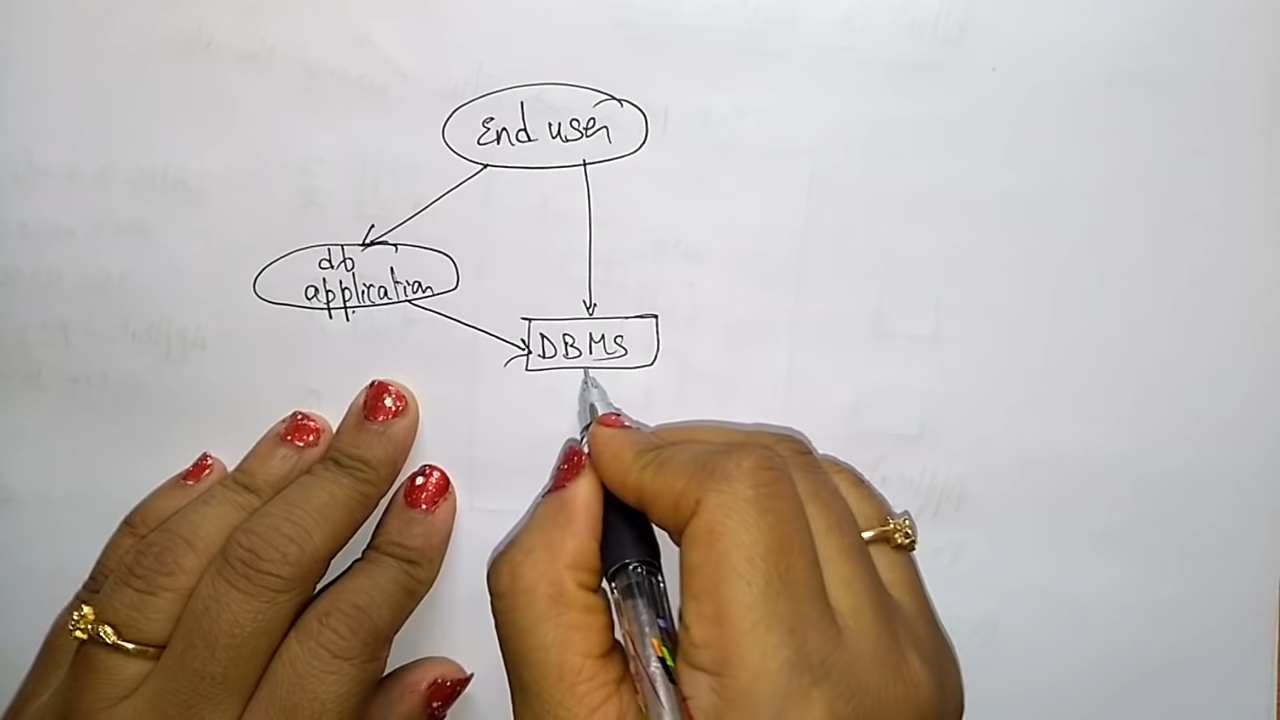 End user
db
application
DBMS